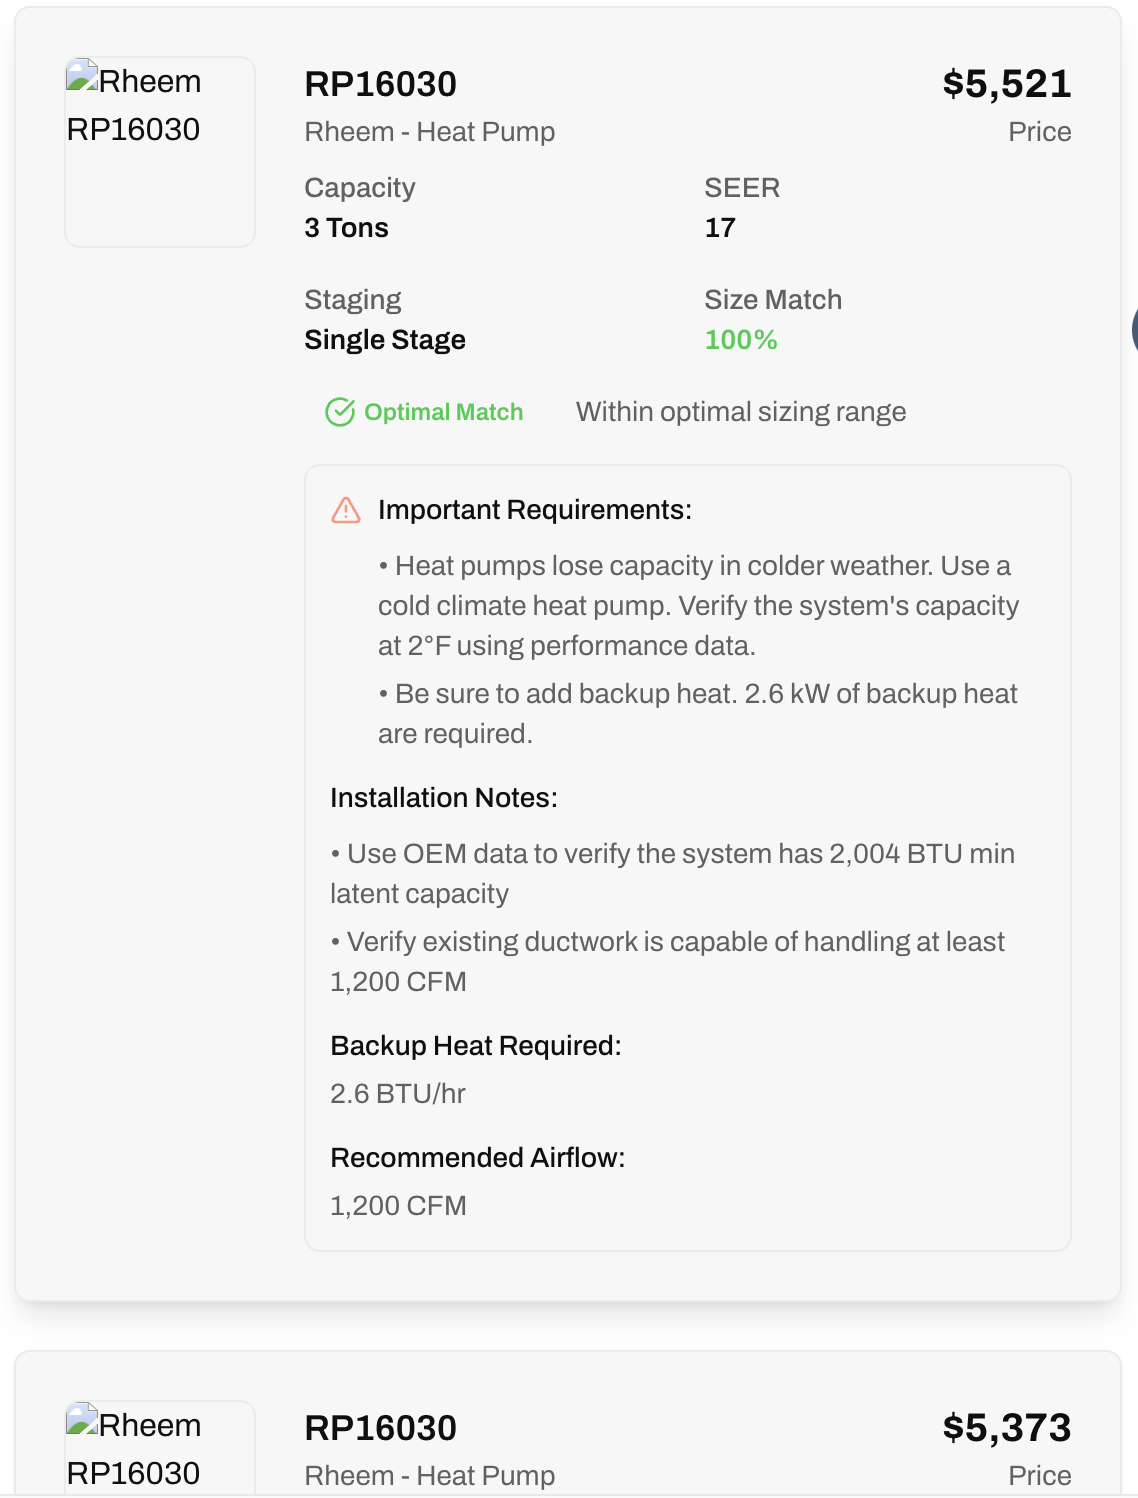 Rheem
RP16030
RP16030
Rheem - Heat Pump
$5,521
Price
Capacity
3 Tons
SEER
17
Staging
Single Stage
Size Match
100%
Optimal Match
Within optimal sizing range
Important Requirements:
• Heat pumps lose capacity in colder weather. Use a
cold climate heat pump. Verify the system's capacity
at 2°F using performance data.
• Be sure to add backup heat. 2.6 kW of backup heat
are required.
Installation Notes:
• Use OEM data to verify the system has 2,004 BTU min
latent capacity
• Verify existing ductwork is capable of handling at least
1,200 CFM
Backup Heat Required:
2.6 BTU/hr
Recommended Airflow:
1,200 CFM
Rheem
RP16030
RP16030
Rheem - Heat Pump
$5,373
Price